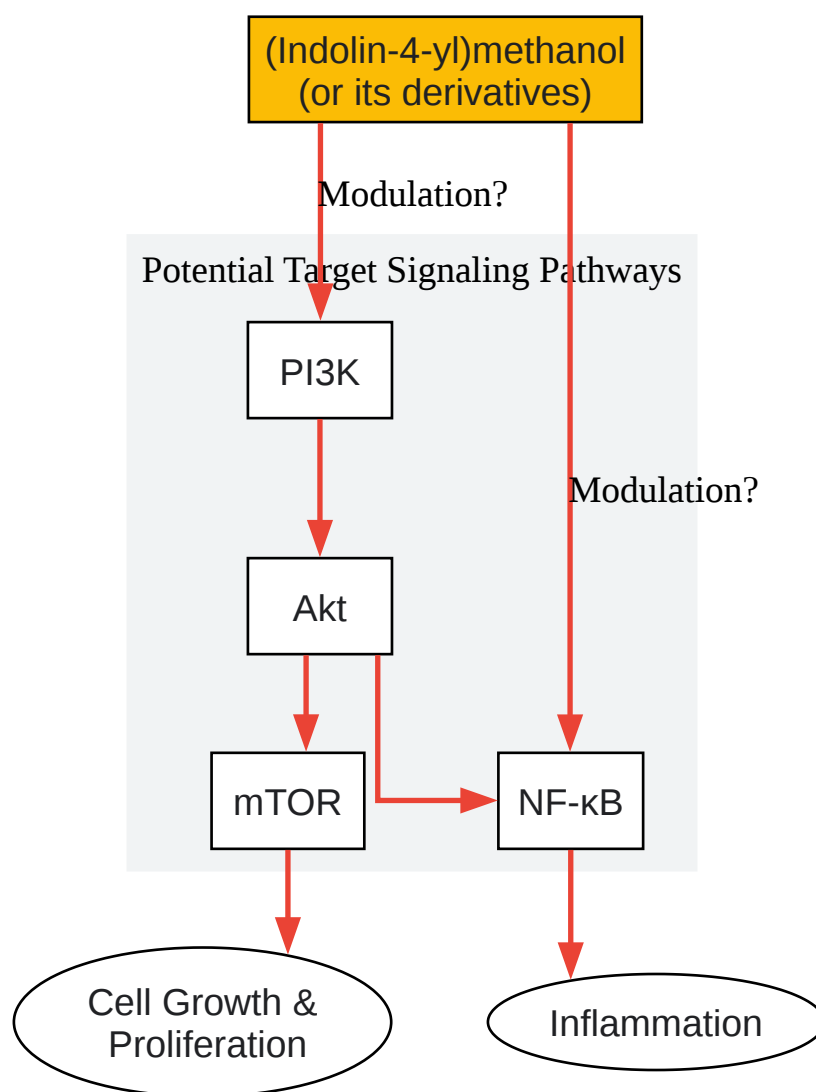 (Indolin-4-yl)methanol
(or its derivatives)
Modulation?
Potential Target Signaling Pathways
PI3K
Modulation?
Akt
mTOR
NF-κB
Cell Growth &
Proliferation
Inflammation